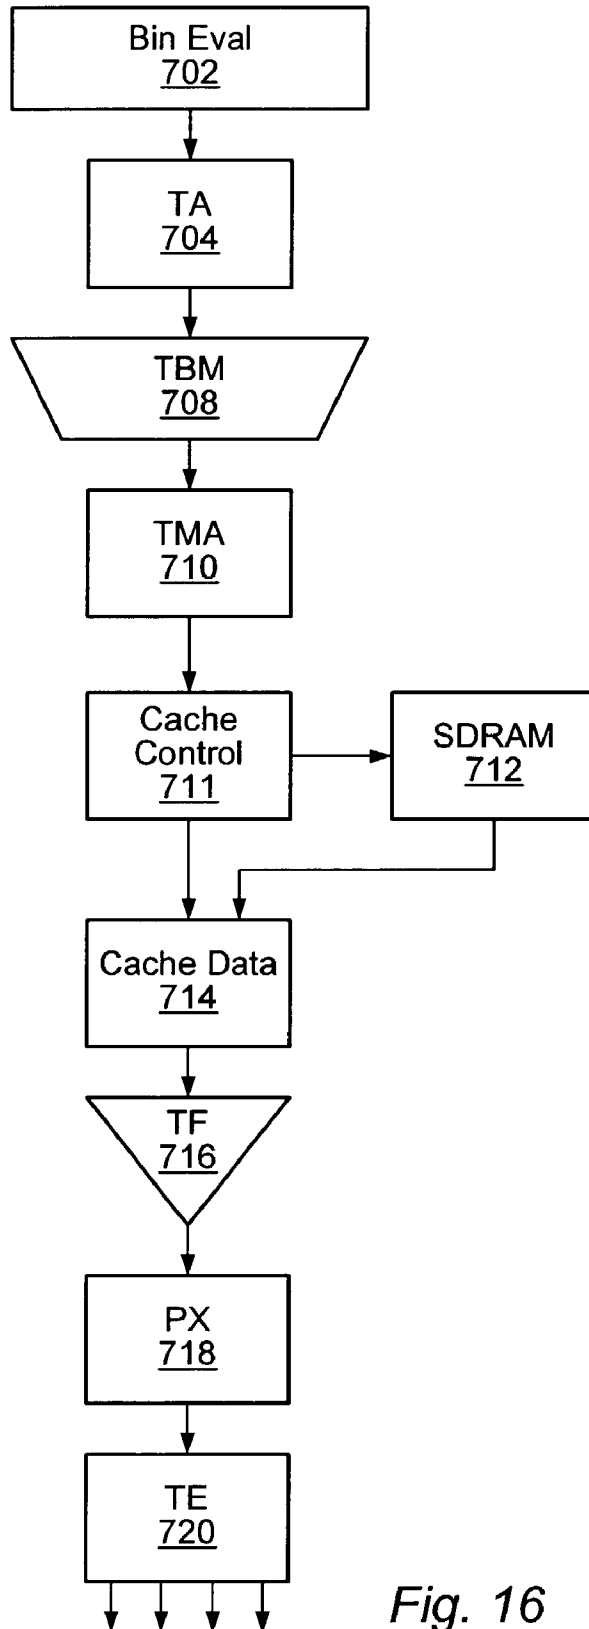 Bin Eval
702
TA
704
TBM
708
TMA
710
Cache
Control
711
SDRAM
712
Cache Data
714
TF
716
PX
718
TE
720
Fig. 16